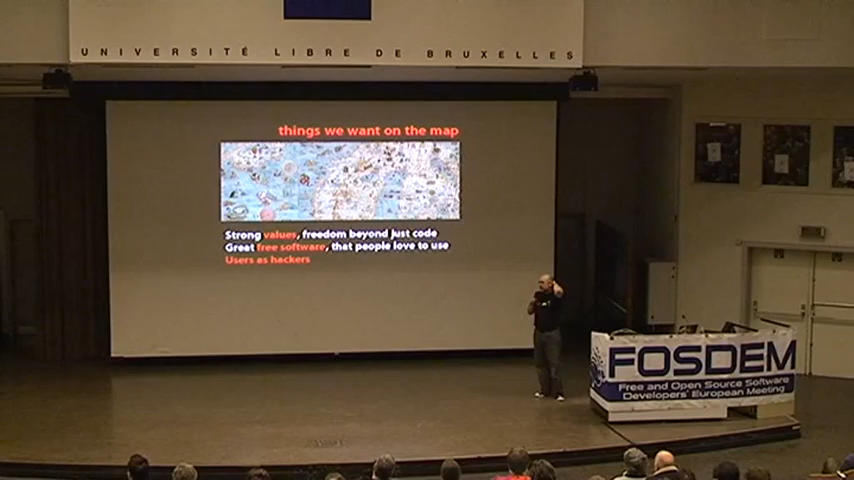 UNIVERSITÉ LIBRE DE BRUXELLES
things we want on the map
Strong values, freedom beyond just code
Great free software, that people love to use
Users as hackers
FOSDEM
Free and Open Source Software
Developers' European Meeting